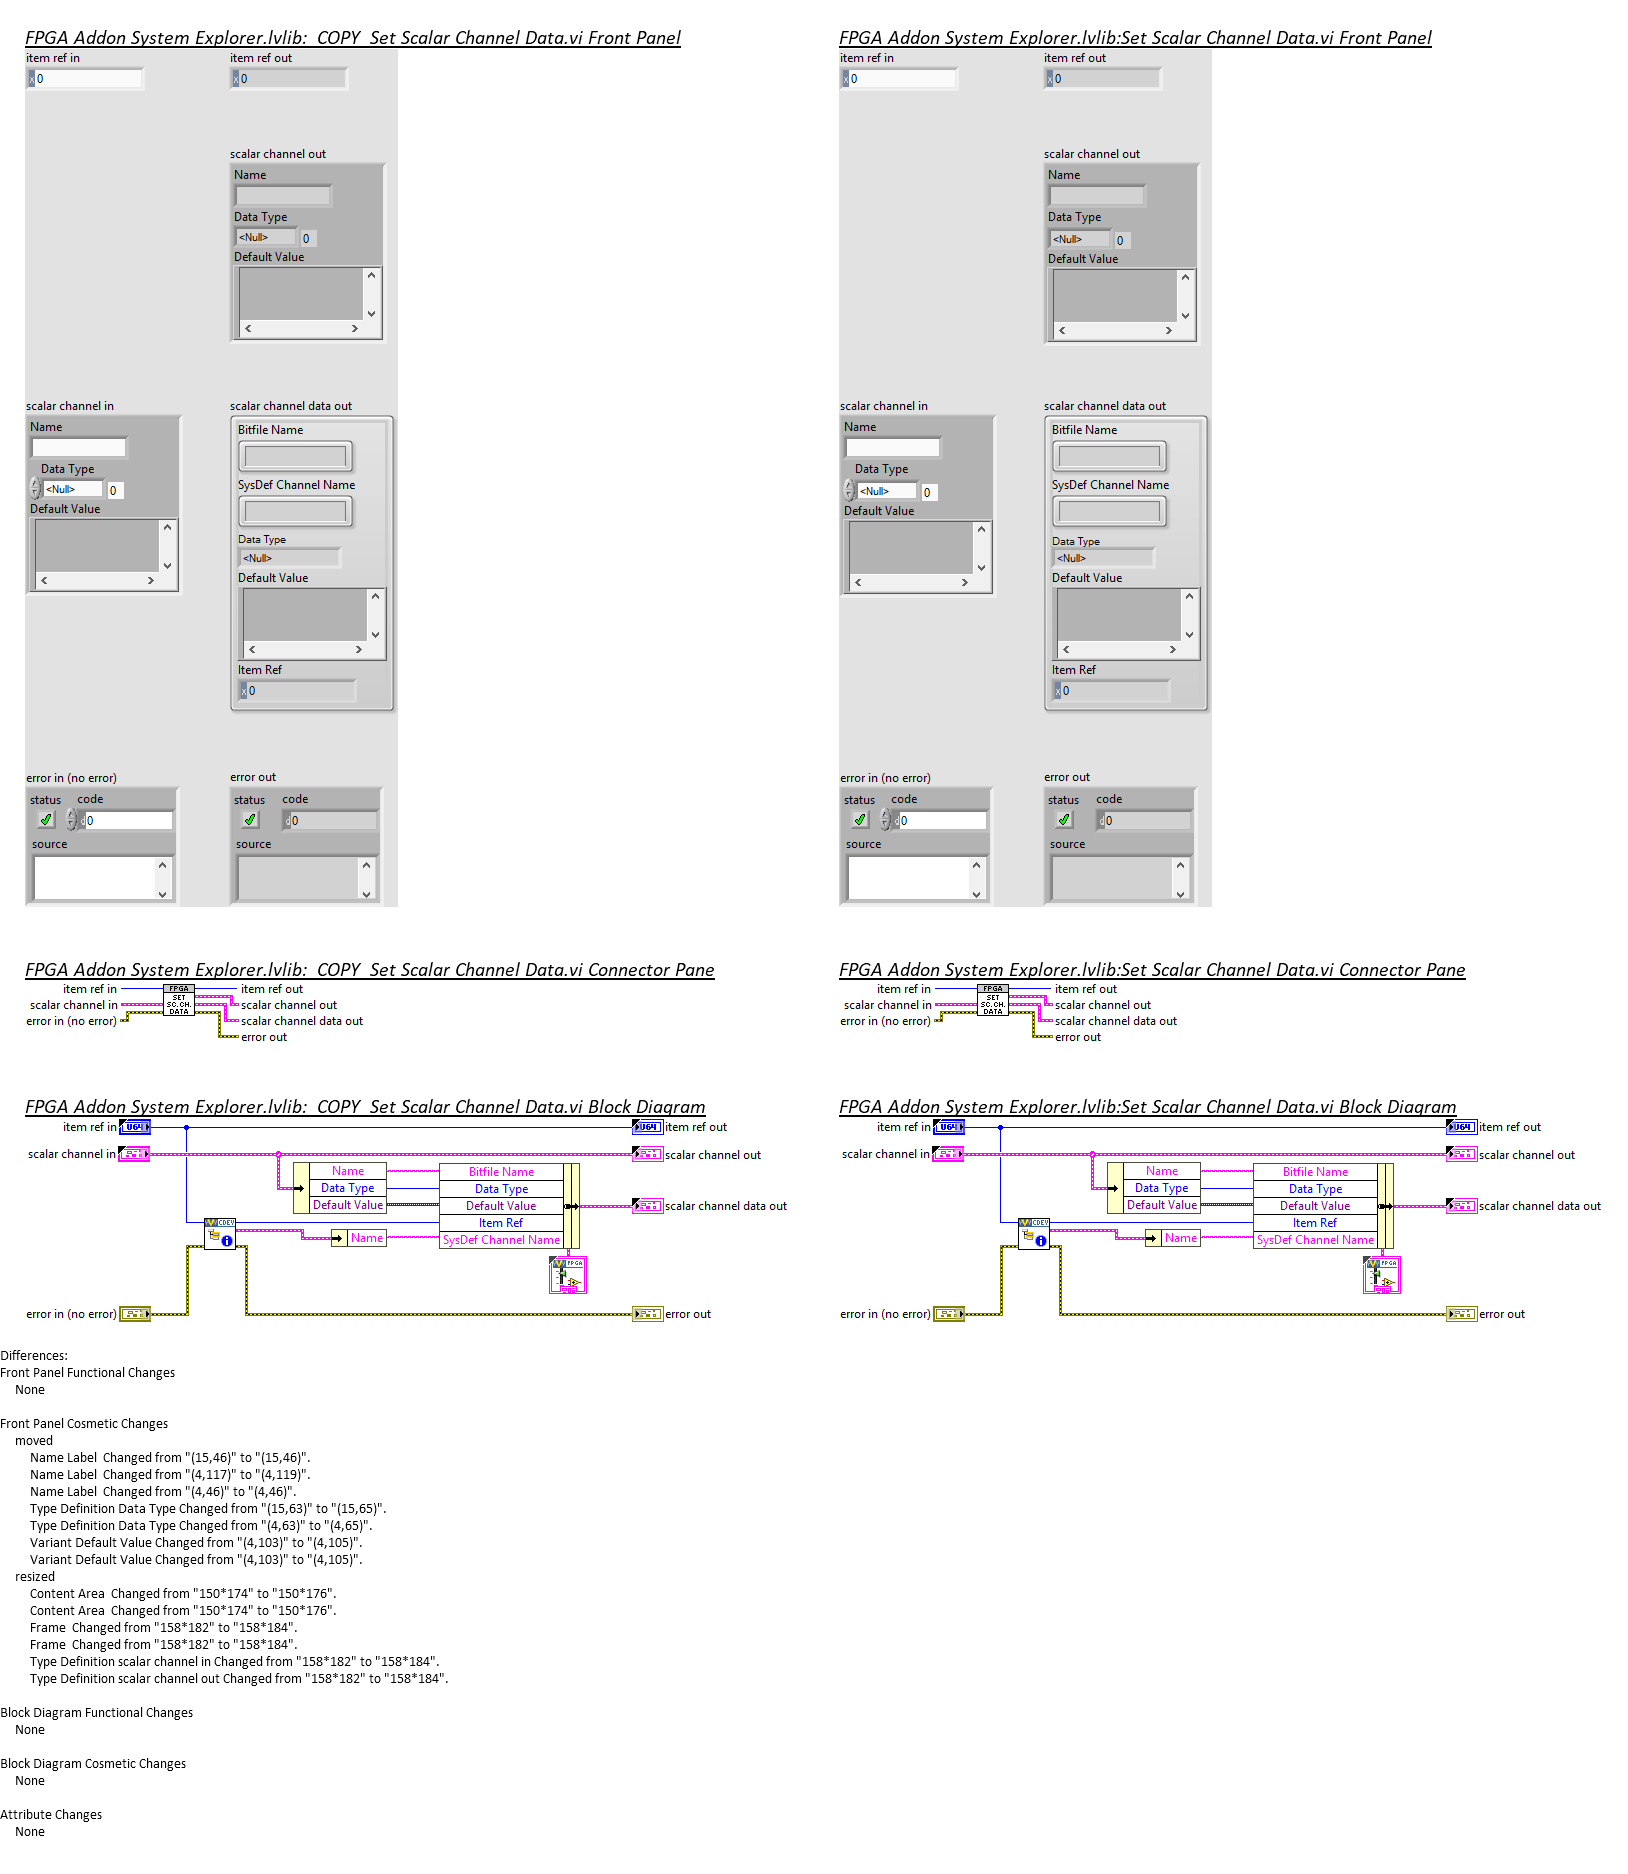 FPGA Addon System Explorer.lvlib:  COPY  Set Scalar Channel Data.vi Front Panel
item ref in
item ref out
x 0
x 0
scalar channel out
Name
Data Type
<Null> 0
Default Value
scalar channel in
scalar channel data out
Name
Bitfile Name
Data Type
SysDef Channel Name
<Null> 0
Default Value
Data Type
<Null>
Default Value
Item Ref
x 0
error in (no error)
error out
status code
status code
d 0
d 0
source
source
FPGA Addon System Explorer.lvlib:Set Scalar Channel Data.vi Front Panel
item ref in
item ref out
x 0
x 0
scalar channel out
Name
Data Type
<Null> 0
Default Value
scalar channel in
scalar channel data out
Name
Bitfile Name
Data Type
SysDef Channel Name
<Null> 0
Default Value
Data Type
<Null>
Default Value
Item Ref
x 0
error in (no error)
error out
status code
status code
d 0
d 0
source
source
FPGA Addon System Explorer.lvlib:  COPY  Set Scalar Channel Data.vi Connector Pane
item ref in
scalar channel in
error in (no error)
FPGA
SET
SC.CH.
DATA
item ref out
scalar channel out
scalar channel data out
error out
FPGA Addon System Explorer.lvlib:Set Scalar Channel Data.vi Connector Pane
item ref in
scalar channel in
error in (no error)
FPGA
SET
SC.CH.
DATA
item ref out
scalar channel out
scalar channel data out
error out
FPGA Addon System Explorer.lvlib:  COPY  Set Scalar Channel Data.vi Block Diagram
item ref in U64
U64 item ref out
scalar channel in
scalar channel out
Name
Data Type
Default Value
Bitfile Name
Data Type
Default Value
Item Ref
SysDef Channel Name
scalar channel data out
CDEV
Name
FPGA
error in (no error)
error out
FPGA Addon System Explorer.lvlib:Set Scalar Channel Data.vi Block Diagram
item ref in U64
U64 item ref out
scalar channel in
scalar channel out
Name
Data Type
Default Value
Bitfile Name
Data Type
Default Value
Item Ref
SysDef Channel Name
scalar channel data out
CDEV
Name
FPGA
error in (no error)
error out
Differences:
Front Panel Functional Changes
None
Front Panel Cosmetic Changes
moved
Name Label  Changed from "(15,46)" to "(15,46)".
Name Label  Changed from "(4,117)" to "(4,119)".
Name Label  Changed from "(4,46)" to "(4,46)".
Type Definition Data Type Changed from "(15,63)" to "(15,65)".
Type Definition Data Type Changed from "(4,63)" to "(4,65)".
Variant Default Value Changed from "(4,103)" to "(4,105)".
Variant Default Value Changed from "(4,103)" to "(4,105)".
resized
Content Area  Changed from "150*174" to "150*176".
Content Area  Changed from "150*174" to "150*176".
Frame  Changed from "158*182" to "158*184".
Frame  Changed from "158*182" to "158*184".
Type Definition scalar channel in Changed from "158*182" to "158*184".
Type Definition scalar channel out Changed from "158*182" to "158*184".
Block Diagram Functional Changes
None
Block Diagram Cosmetic Changes
None
Attribute Changes
None